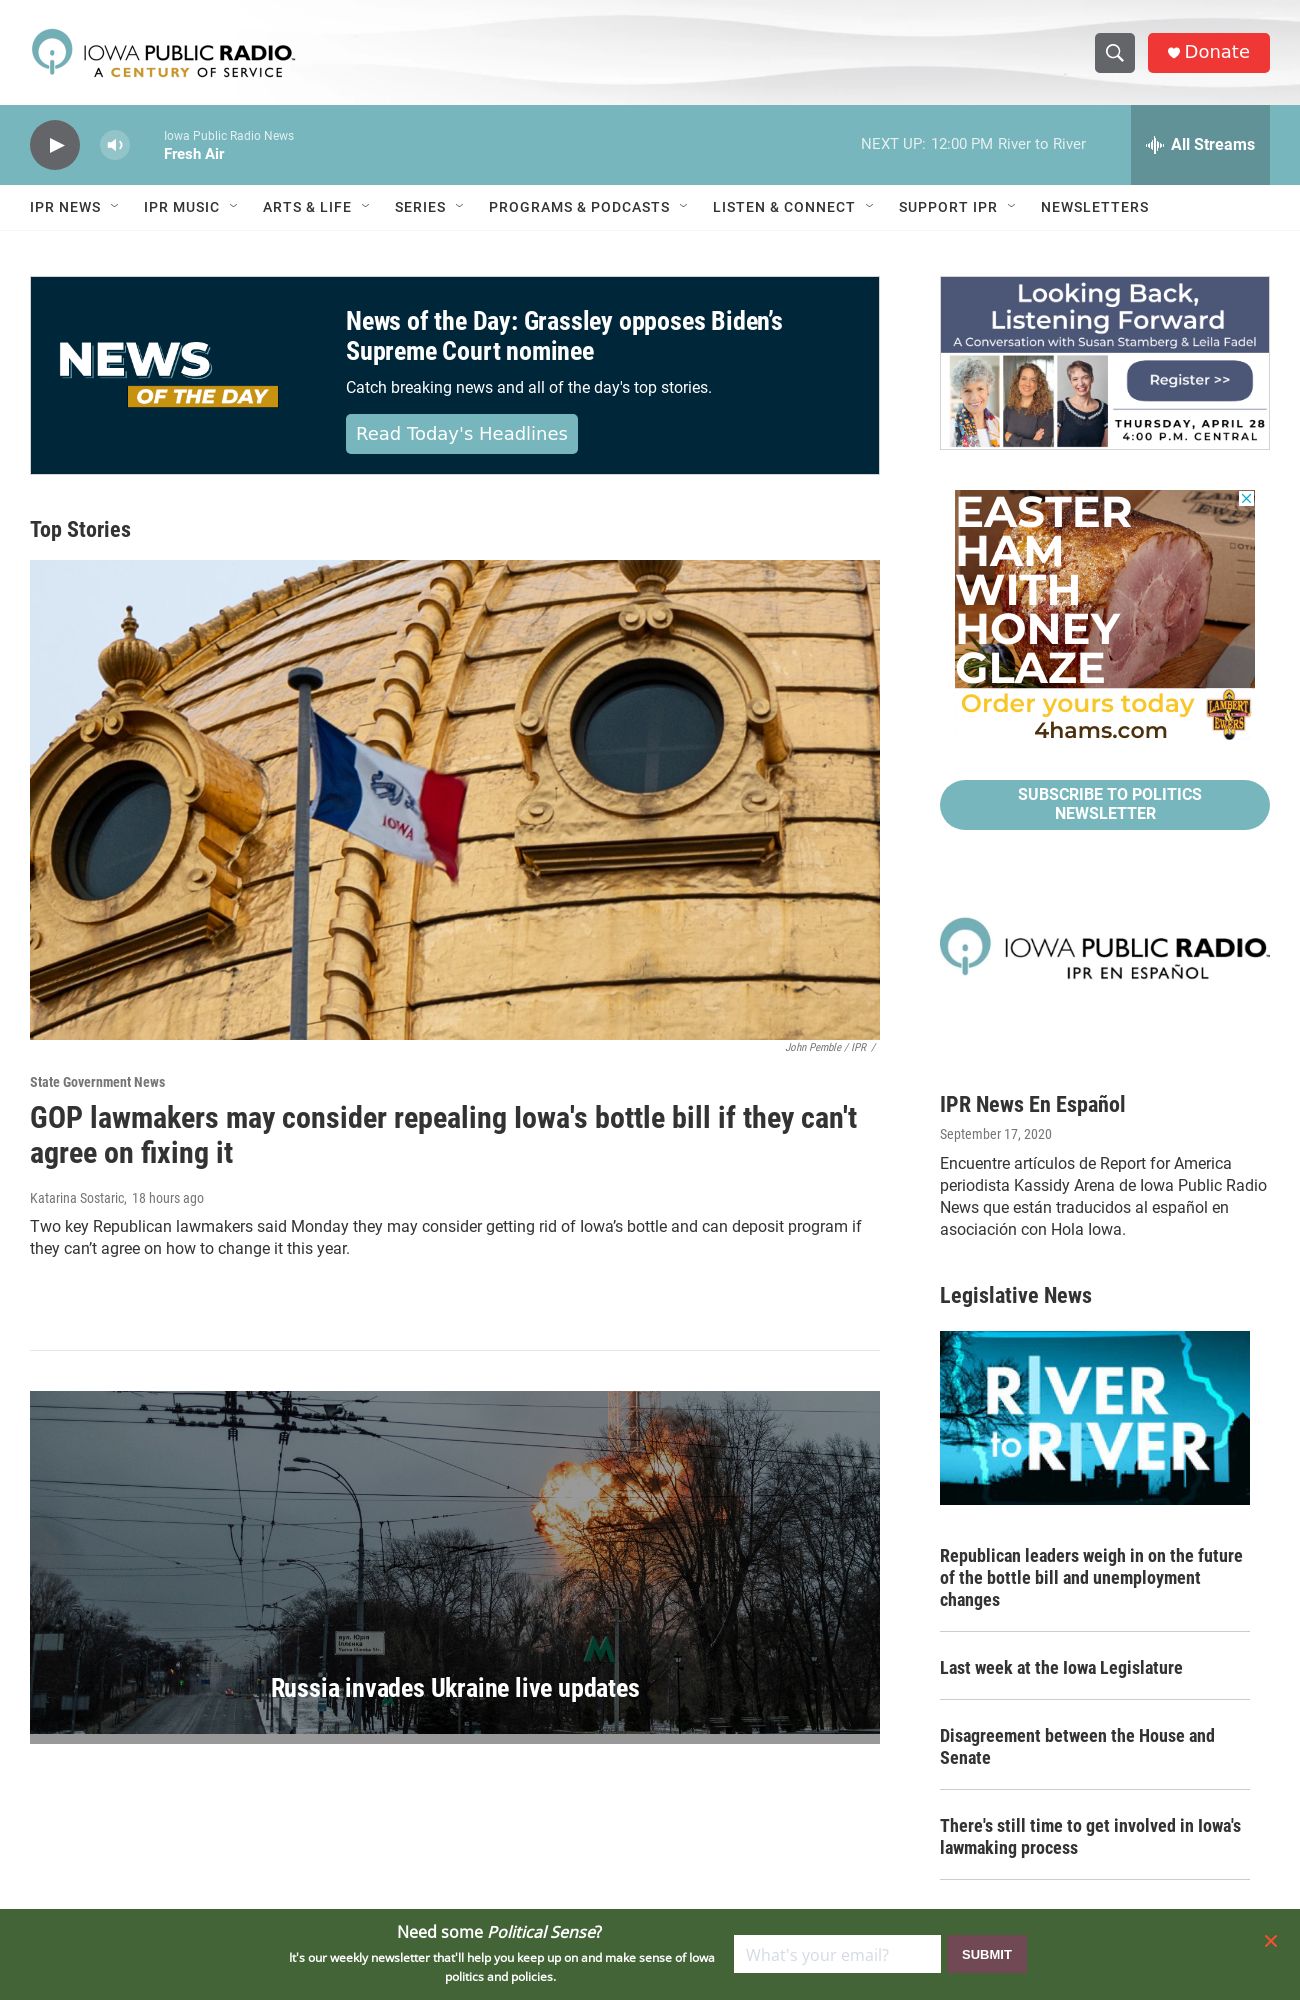 IOWA PUBLIC RADIO.
A CENTURY OF SERVICE
Donate
Iowa Public Radio News
Fresh Air
NEXT UP: 12:00 PM River to River
All Streams
IPR NEWS
IPR MUSIC
ARTS & LIFE
SERIES
PROGRAMS & PODCASTS
LISTEN & CONNECT
SUPPORT IPR
NEWSLETTERS
NEWS
OF THE DAY
News of the Day: Grassley opposes Biden’s
Supreme Court nominee
Catch breaking news and all of the day's top stories.
Read Today's Headlines
Top Stories
IOWA
John Pemble / IPR /
State Government News
GOP lawmakers may consider repealing Iowa's bottle bill if they can't
agree on fixing it
Katarina Sostaric, 18 hours ago
Two key Republican lawmakers said Monday they may consider getting rid of Iowa’s bottle and can deposit program if
they can’t agree on how to change it this year.
Russia invades Ukraine live updates
Looking Back,
Listening Forward
A Conversation with Susan Stamberg & Leila Fadel
Register >>
THURSDAY, APRIL 28
4:00 P.M. CENTRAL
EASTER
HAM
WITH
HONEY
GLAZE
Order yours today
4hams.com
LAMBERT
& EWERS
SUBSCRIBE TO POLITICS
NEWSLETTER
IOWA PUBLIC RADIO.
IPR EN ESPAÑOL
IPR News En Español
September 17, 2020
Encuentre artículos de Report for America
periodista Kassidy Arena de Iowa Public Radio
News que están traducidos al español en
asociación con Hola Iowa.
Legislative News
RIVER
to RIVER
Republican leaders weigh in on the future
of the bottle bill and unemployment
changes
Last week at the Iowa Legislature
Disagreement between the House and
Senate
There's still time to get involved in Iowa's
lawmaking process
Need some Political Sense?
It's our weekly newsletter that'll help you keep up on and make sense of Iowa
politics and policies.
What's your email?
SUBMIT